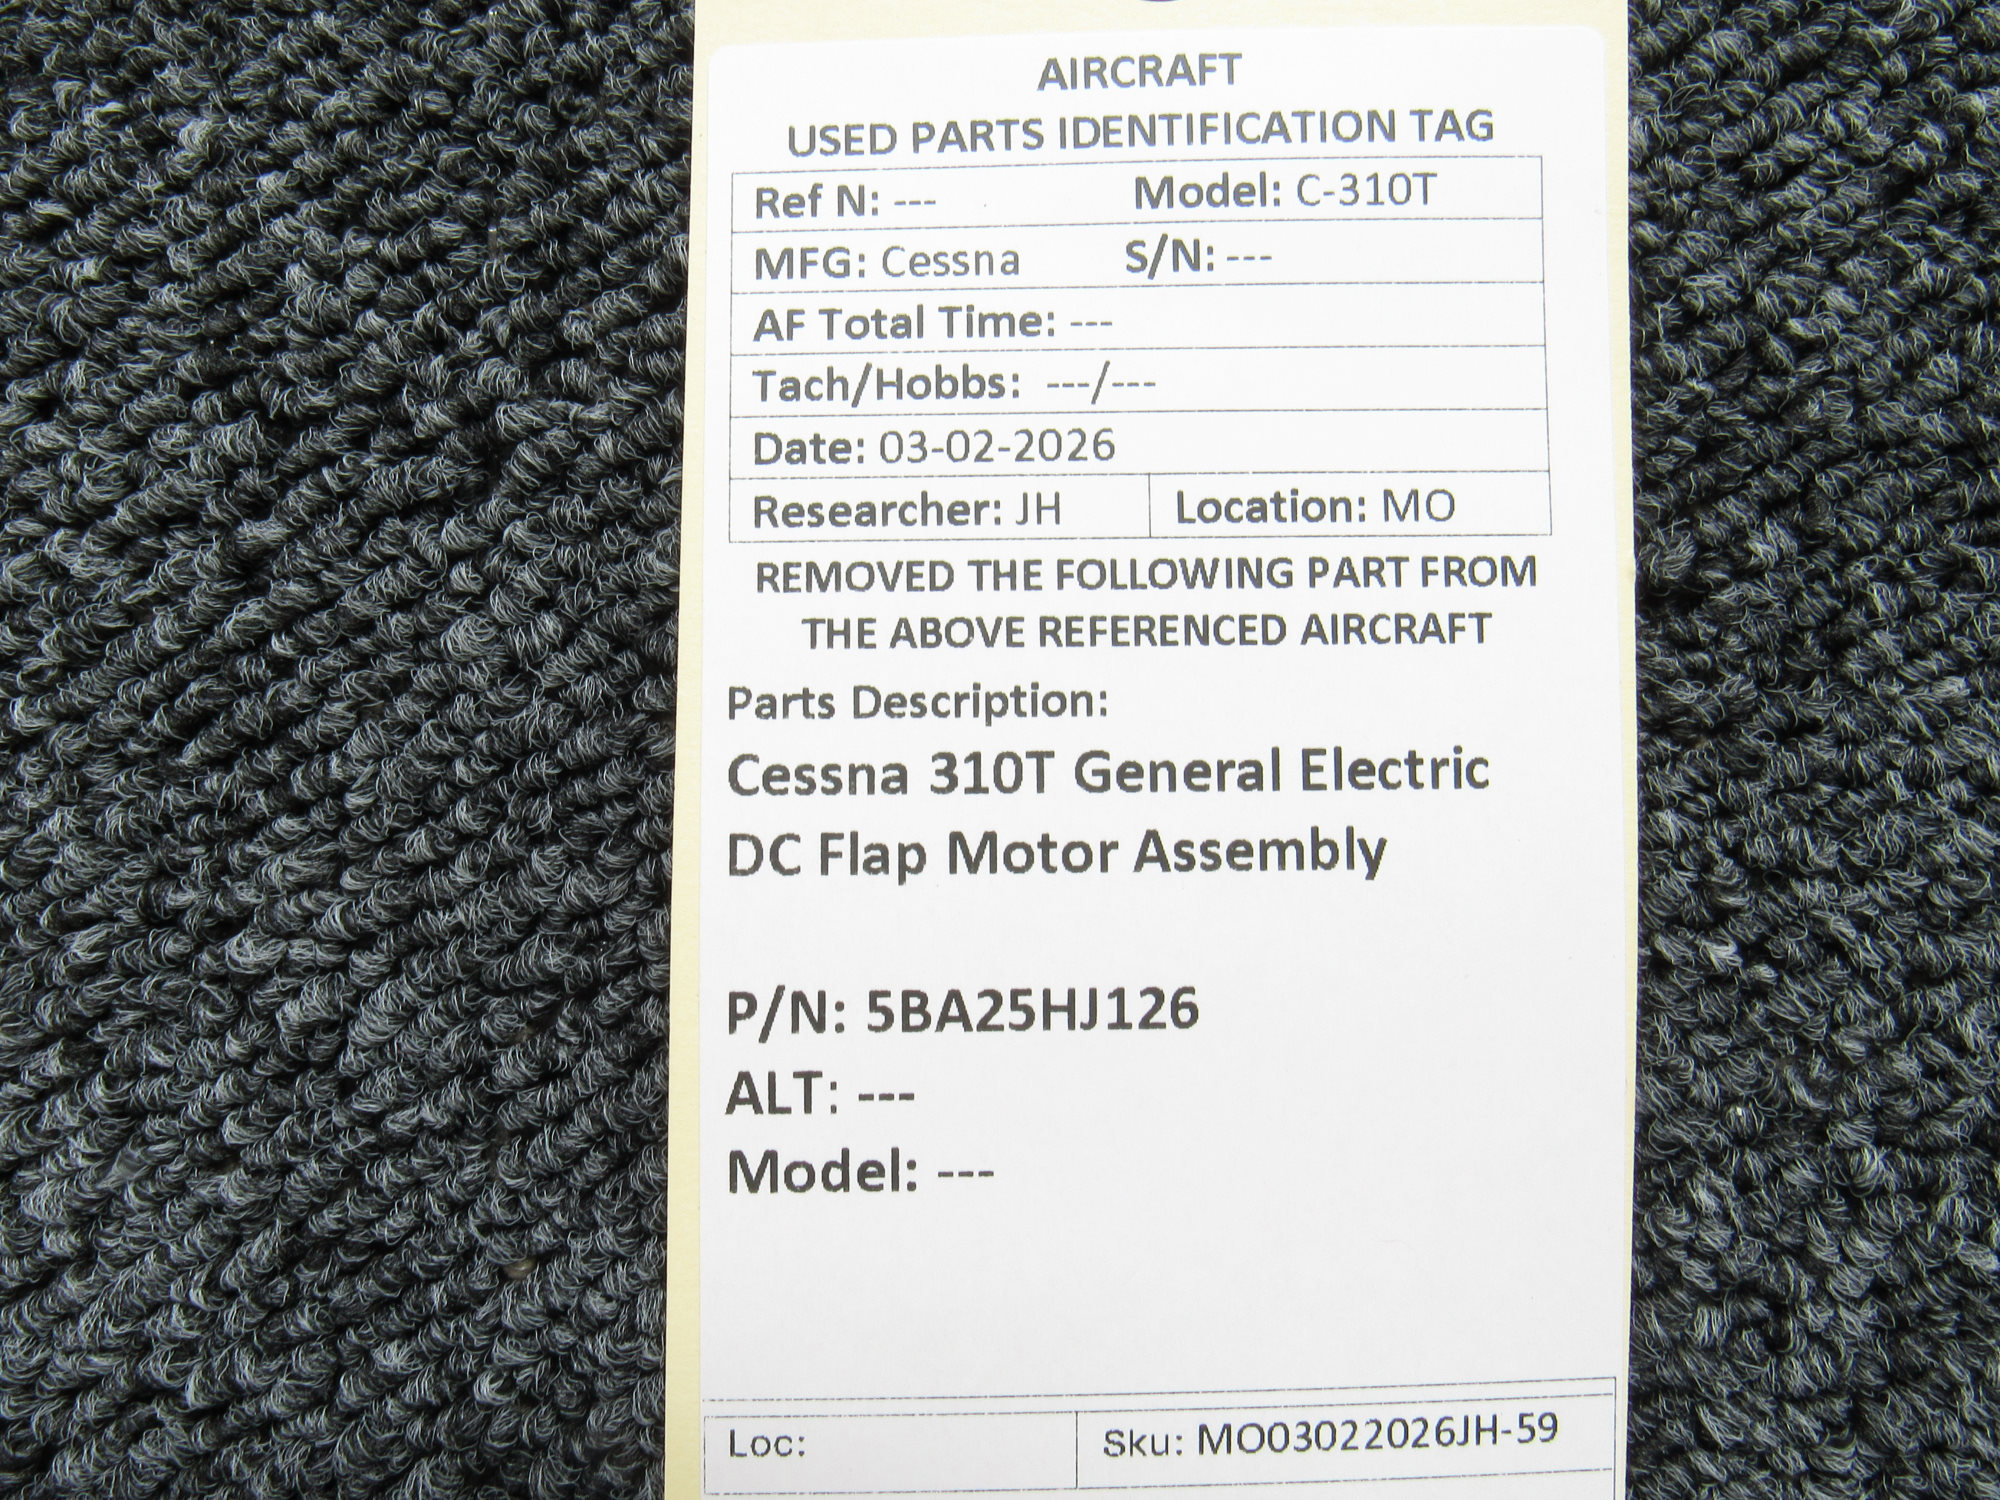 AIRCRAFT
USED PARTS IDENTIFICATION TAG
Ref N: --- Model: C-310T
MFG: Cessna S/N: ---
AF Total Time: ---
Tach/Hobbs: ---/---
Date: 03-02-2026
Researcher: JH Location: MO
REMOVED THE FOLLOWING PART FROM
THE ABOVE REFERENCED AIRCRAFT
Parts Description:
Cessna 310T General Electric
DC Flap Motor Assembly
P/N: 5BA25HJ126
ALT: ---
Model: ---
Loc: Sku: MO03022026JH-59